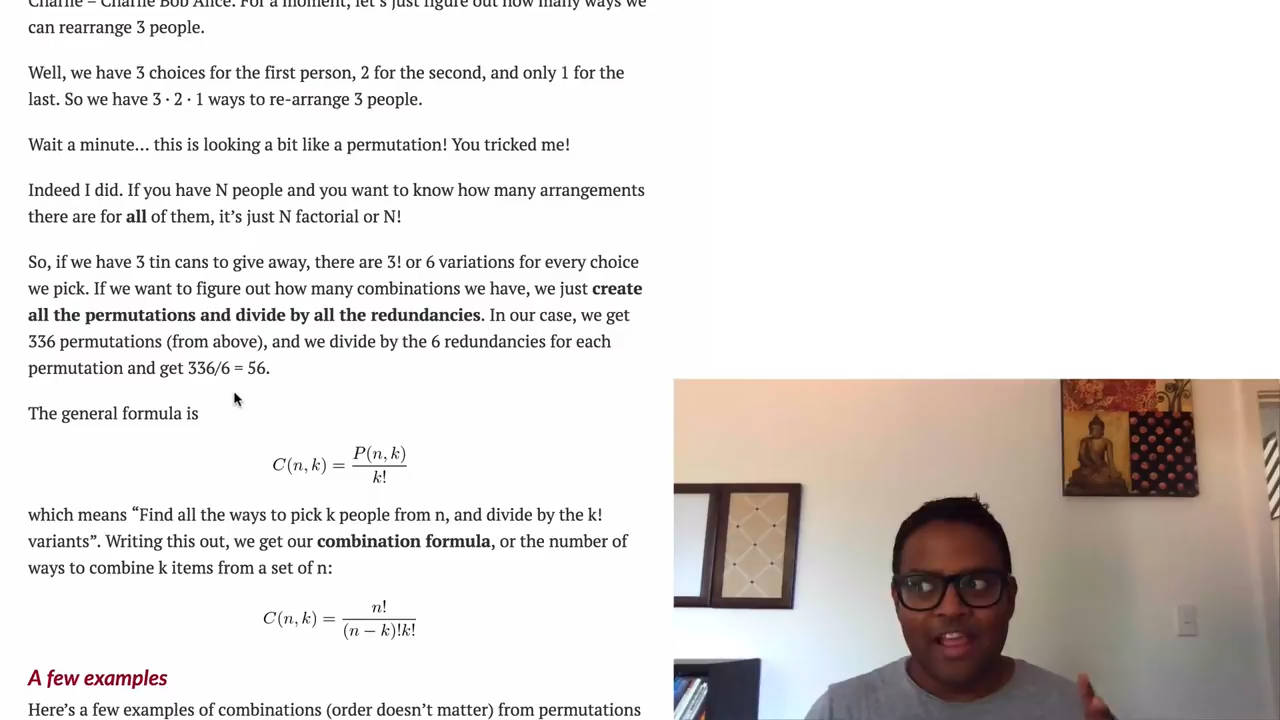 Charlie – Charlie Bob Alice. For a moment, let's just figure out how many ways we
can rearrange 3 people.
Well, we have 3 choices for the first person, 2 for the second, and only 1 for the
last. So we have 3 · 2 · 1 ways to re-arrange 3 people.
Wait a minute… this is looking a bit like a permutation! You tricked me!
Indeed I did. If you have N people and you want to know how many arrangements
there are for all of them, it's just N factorial or N!
So, if we have 3 tin cans to give away, there are 3! or 6 variations for every choice
we pick. If we want to figure out how many combinations we have, we just create
all the permutations and divide by all the redundancies. In our case, we get
336 permutations (from above), and we divide by the 6 redundancies for each
permutation and get 336/6 = 56.
The general formula is
C(n, k) = P(n, k) / k!
which means “Find all the ways to pick k people from n, and divide by the k!
variants”. Writing this out, we get our combination formula, or the number of
ways to combine k items from a set of n:
C(n, k) = n! / (n − k)!k!
A few examples
Here's a few examples of combinations (order doesn't matter) from permutations